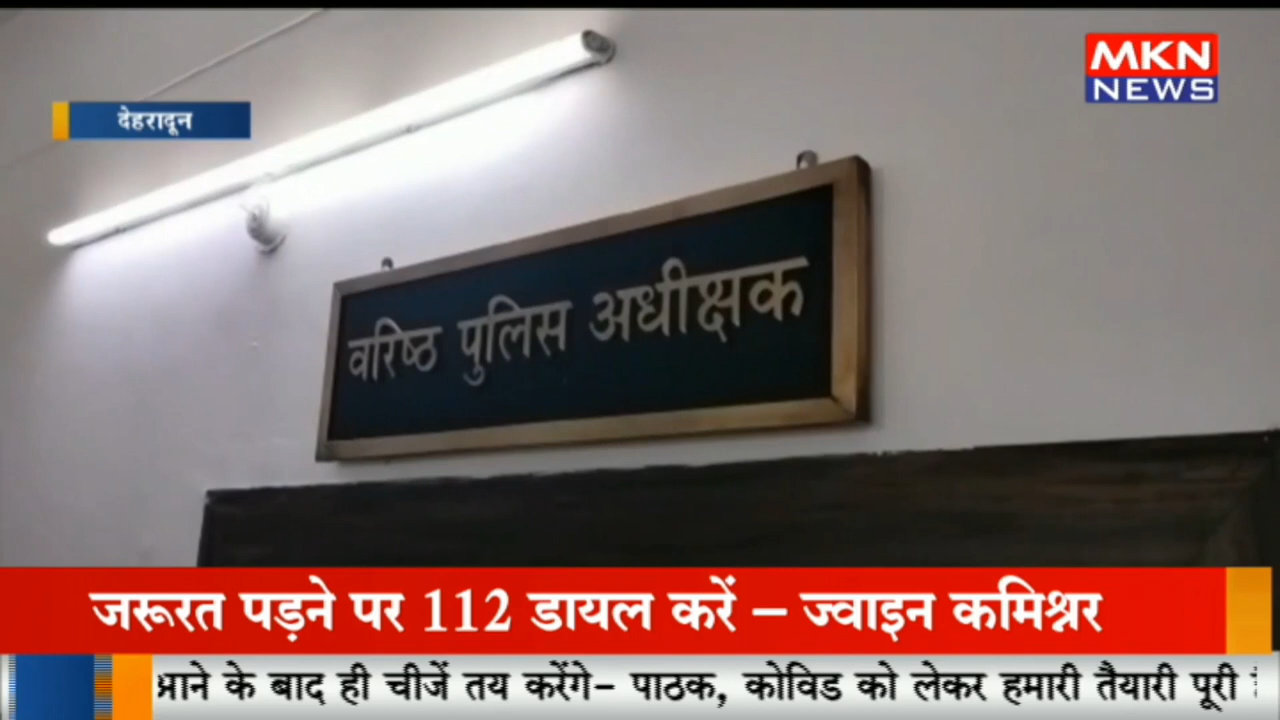 MKN
NEWS
देहरादून
वरिष्ठ पुलिस अधीक्षक
जरूरत पड़ने पर 112 डायल करें – ज्वाइन कमिश्नर
के बाद ही चीजें तय करेंगे- पाठक, कोविड को लेकर हमारी तैयारी पूरी